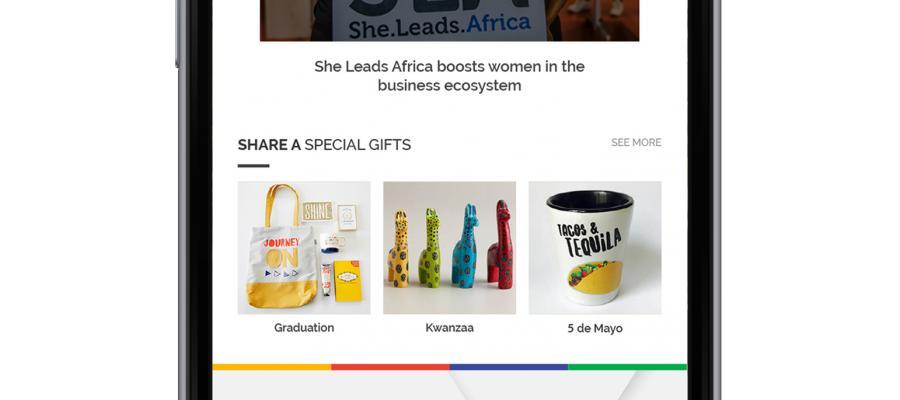 She.Leads.Africa
She Leads Africa boosts women in the
business ecosystem
SHARE A SPECIAL GIFTS
SEE MORE
SHINE
JOURNEY
ON
TACOS &
TEQUILA
Graduation
Kwanzaa
5 de Mayo